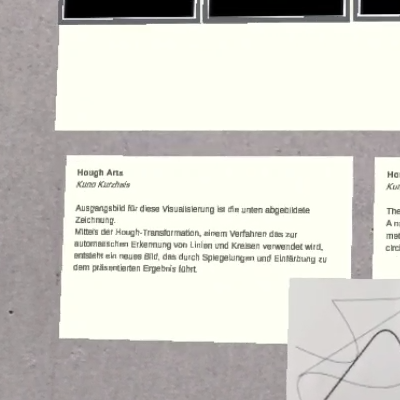 Hough Arts
Kuno Kurzhals
Ausgangsbild für diese Visualisierung ist die unten abgebildete
Zeichnung.
Mittels der Hough-Transformation, einem Verfahren das zur
automatischen Erkennung von Linien und Kreisen verwendet wird,
entsteht ein neues Bild, das durch Spiegelungen und Einfärbung zu
dem präsentierten Ergebnis führt.
Ho
Kur
The
A n
mat
circ